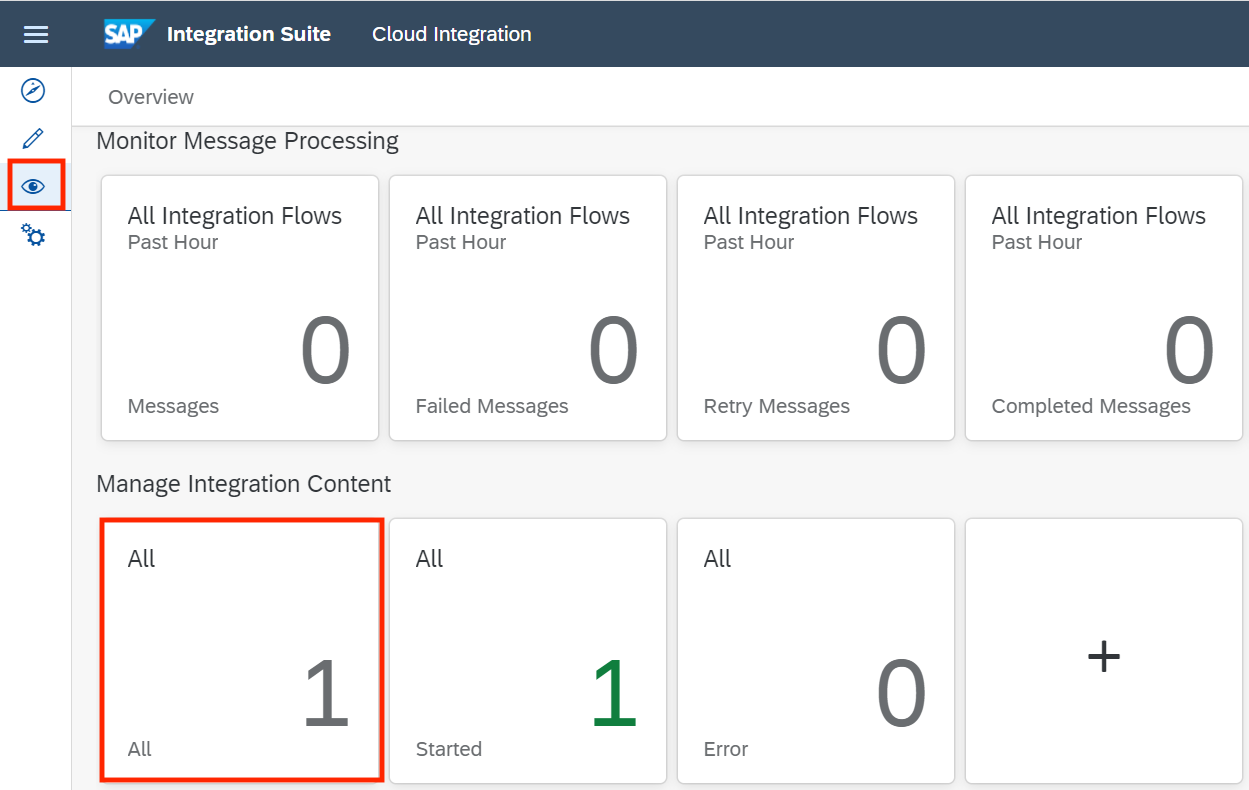 SAP Integration Suite Cloud Integration
Overview
Monitor Message Processing
All Integration Flows
Past Hour
0
Messages
All Integration Flows
Past Hour
0
Failed Messages
All Integration Flows
Past Hour
0
Retry Messages
All Integration Flows
Past Hour
0
Completed Messages
Manage Integration Content
All
1
All
All
1
Started
All
0
Error
+